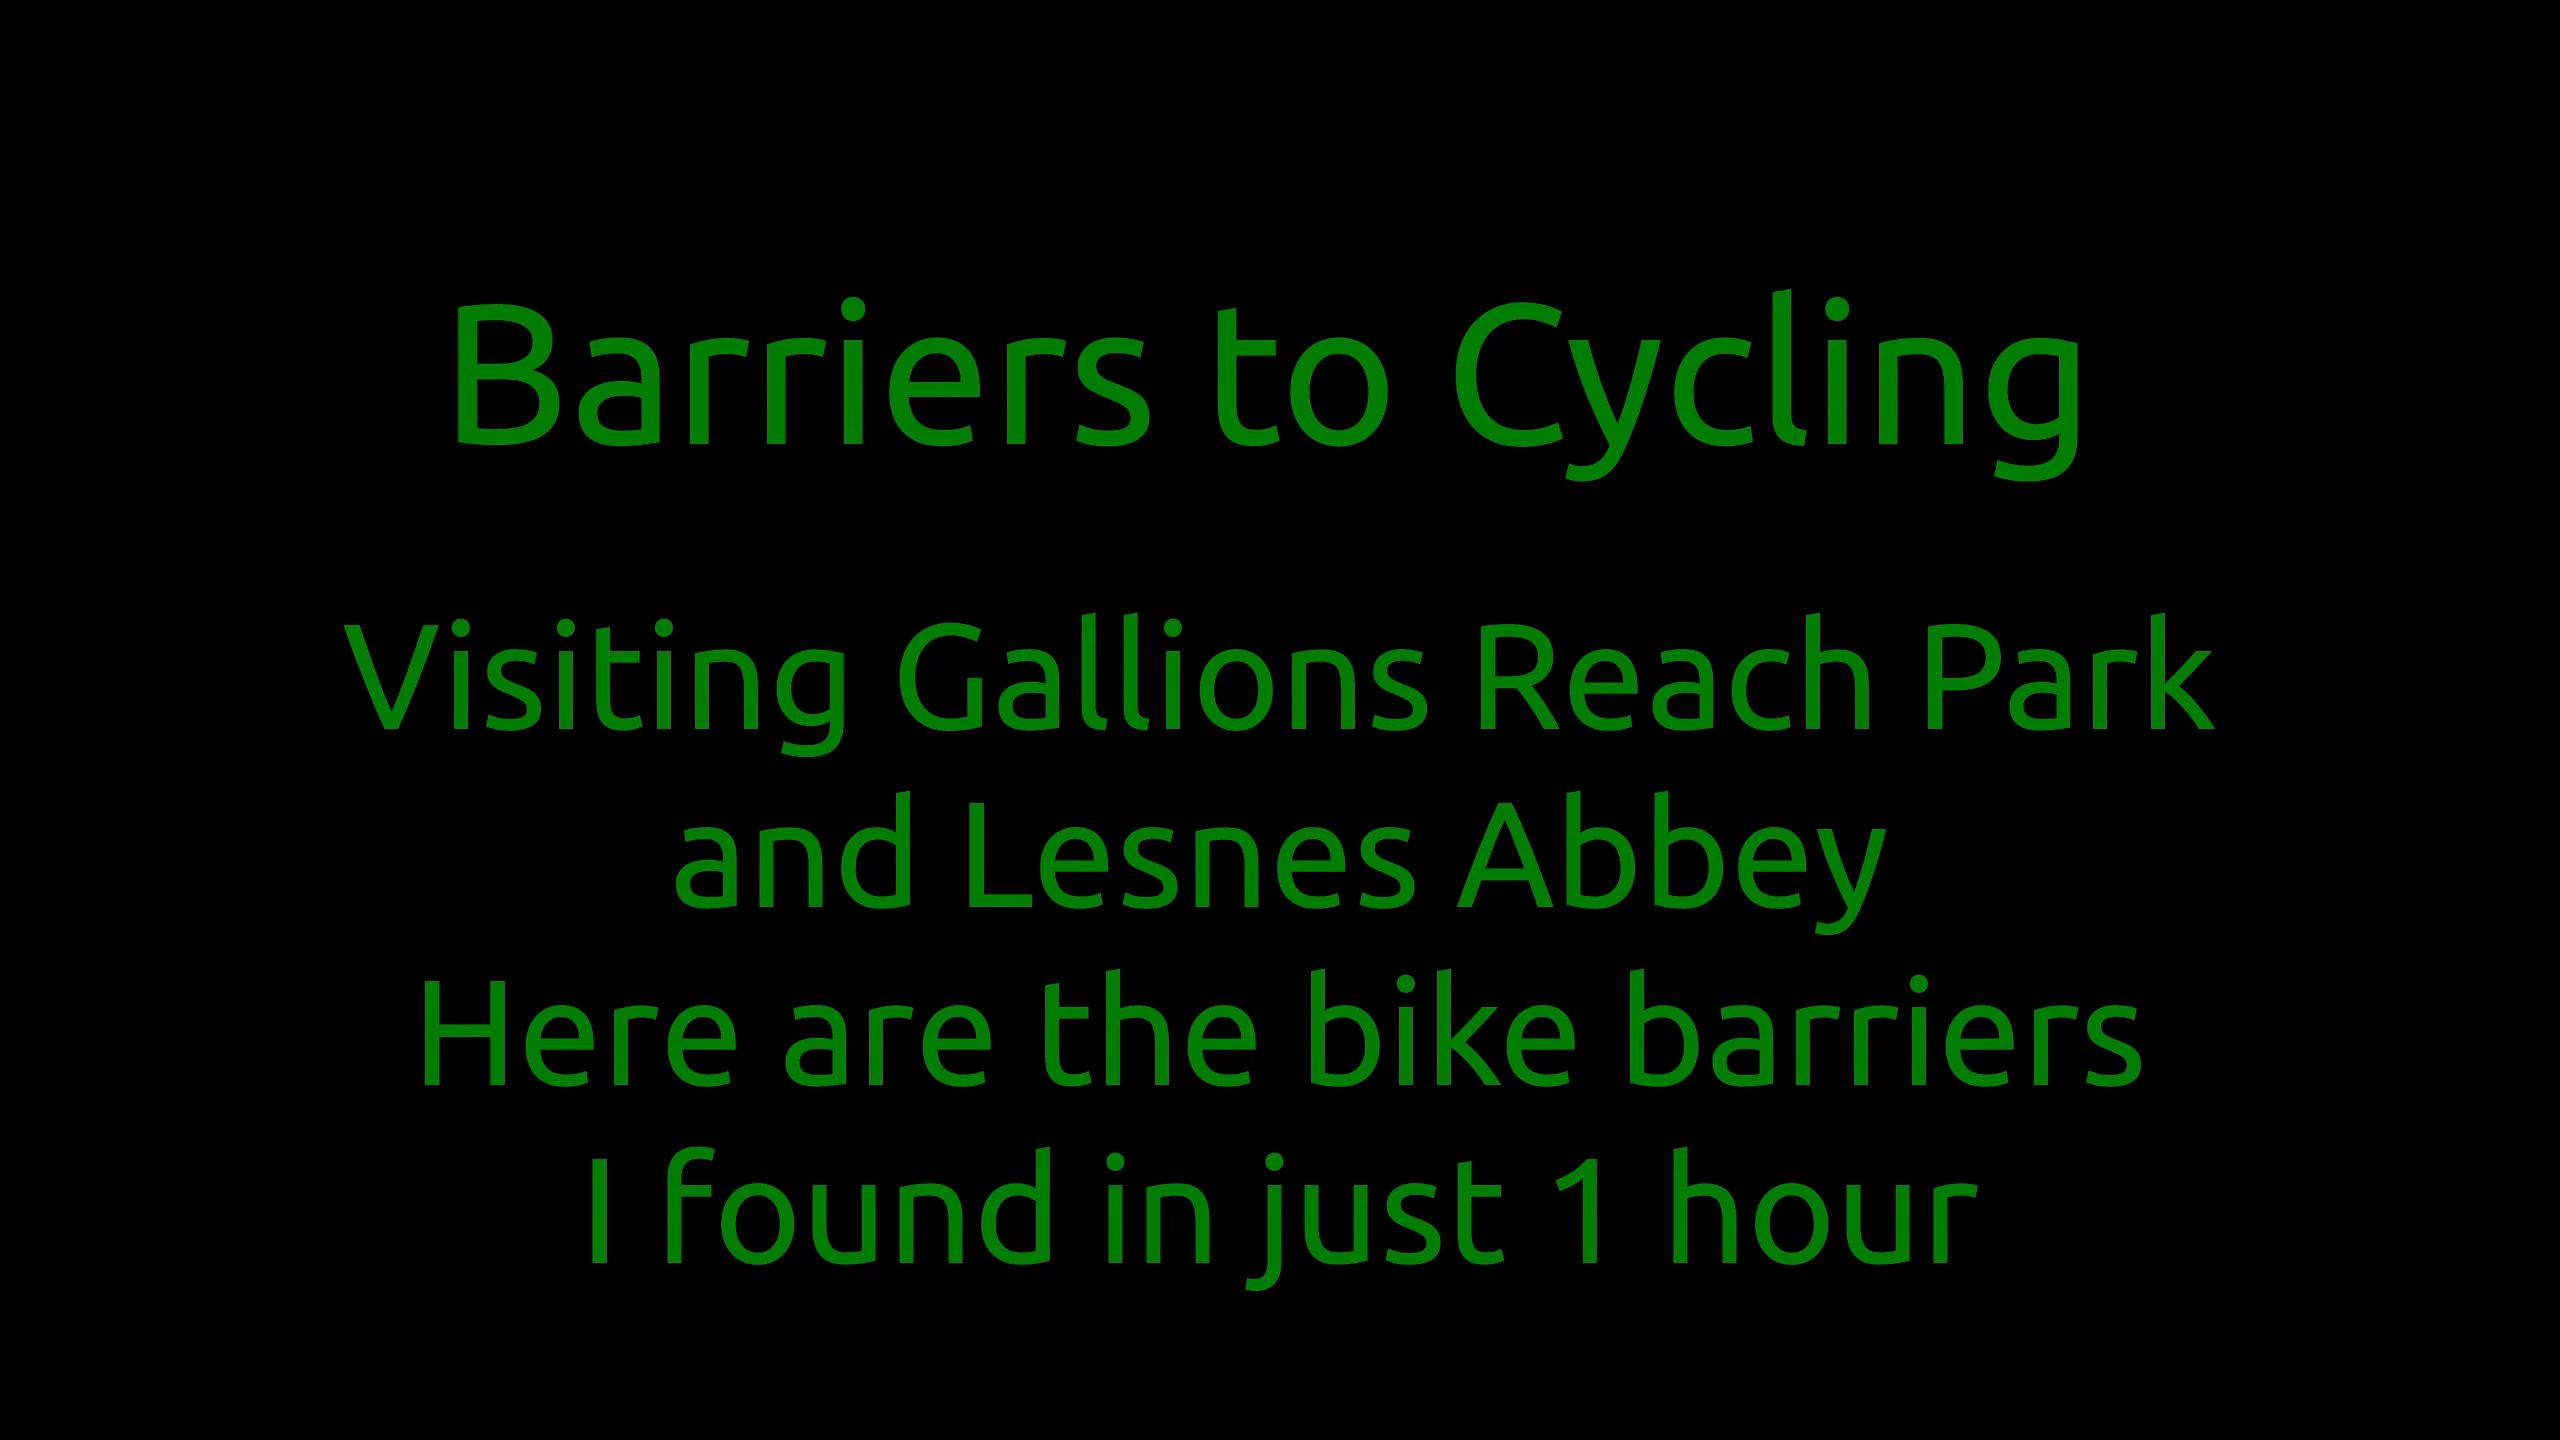 Barriers to Cycling
Visiting Gallions Reach Park
and Lesnes Abbey
Here are the bike barriers
I found in just 1 hour